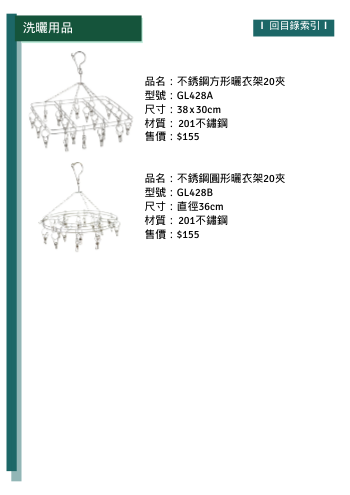 洗曬用品
I 回目錄索引 I
品名：不銹鋼方形曬衣架20夾
型號：GL428A
尺寸：38x30cm
材質：201不鏽鋼
售價：$155
品名：不銹鋼圓形曬衣架20夾
型號：GL428B
尺寸：直徑36cm
材質：201不鏽鋼
售價：$155